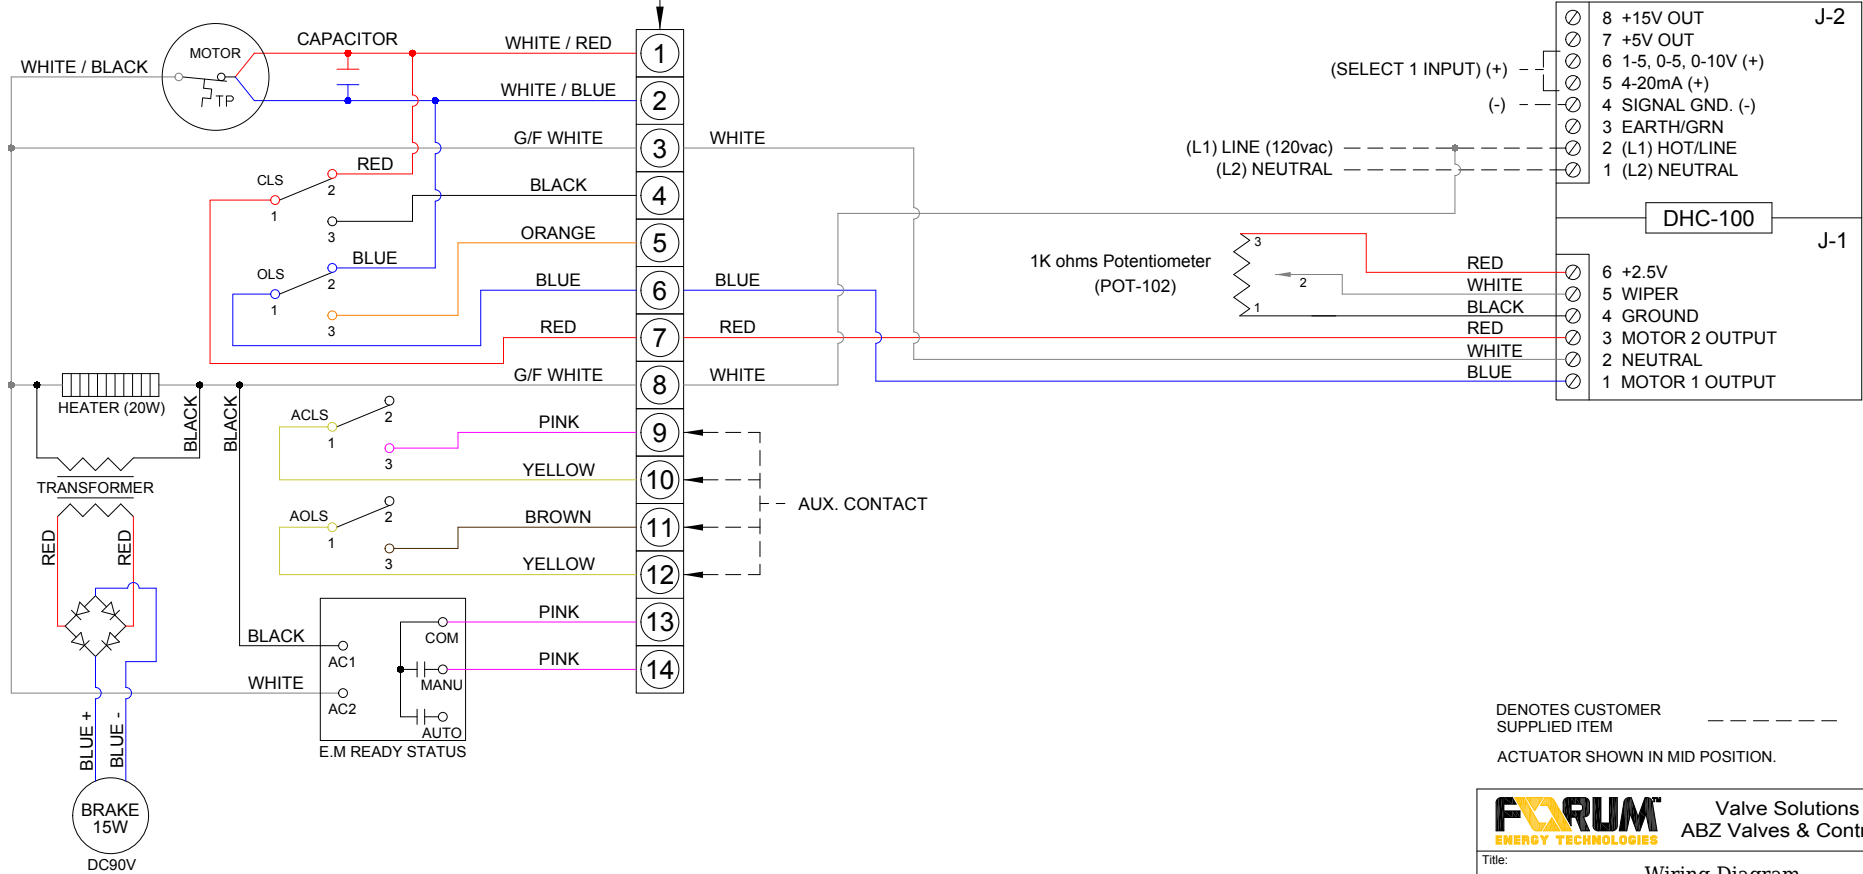 MOTOR
TP
CAPACITOR
WHITE / BLACK
WHITE / RED
1
WHITE / BLUE
2
G/F WHITE
3
WHITE
CLS
RED
2
1
3
BLACK
4
ORANGE
5
OLS
BLUE
2
1
3
BLUE
6
BLUE
RED
7
RED
G/F WHITE
8
WHITE
HEATER (20W)
BLACK
BLACK
ACLS
2
1
3
PINK
9
YELLOW
10
AOLS
2
1
3
BROWN
11
YELLOW
12
AUX. CONTACT
TRANSFORMER
RED
RED
BLACK
AC1
WHITE
AC2
COM
MANU
AUTO
E.M READY STATUS
PINK
13
PINK
14
BLUE +
BLUE -
BRAKE
15W
DC90V
J-2
8 +15V OUT
7 +5V OUT
6 1-5, 0-5, 0-10V (+)
5 4-20mA (+)
4 SIGNAL GND. (-)
3 EARTH/GRN
2 (L1) HOT/LINE
1 (L2) NEUTRAL
(SELECT 1 INPUT) (+)
(-)
(L1) LINE (120vac)
(L2) NEUTRAL
DHC-100
J-1
1K ohms Potentiometer
(POT-102)
3
2
1
RED
6 +2.5V
WHITE
5 WIPER
BLACK
4 GROUND
RED
3 MOTOR 2 OUTPUT
WHITE
2 NEUTRAL
BLUE
1 MOTOR 1 OUTPUT
DENOTES CUSTOMER
SUPPLIED ITEM
ACTUATOR SHOWN IN MID POSITION.
FORUM™
ENERGY TECHNOLOGIES
Valve Solutions
ABZ Valves & Cont
Title:
Wiring Diagram